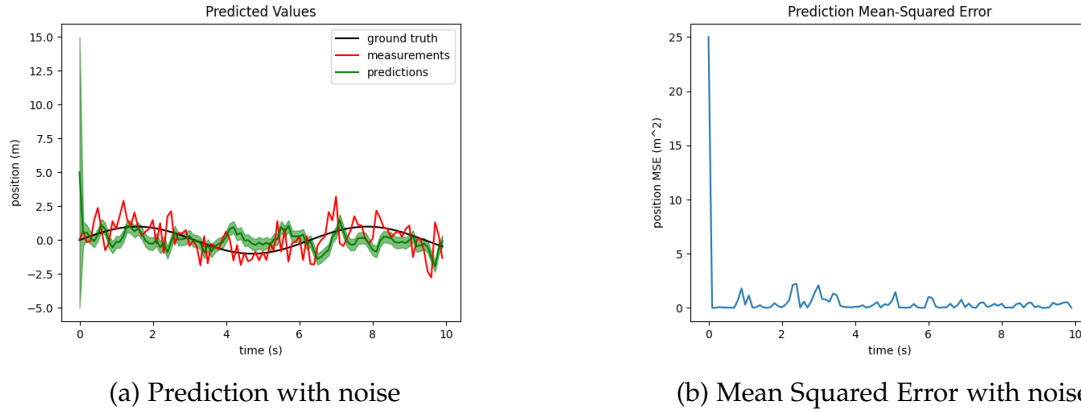 Predicted Values
15.0
12.5
10.0
7.5
5.0
2.5
0.0
−2.5
−5.0
position (m)
ground truth
measurements
predictions
0 2 4 6 8 10
time (s)
(a) Prediction with noise
Prediction Mean-Squared Error
25
20
15
10
5
0
position MSE (m^2)
0 2 4 6 8 10
time (s)
(b) Mean Squared Error with noise